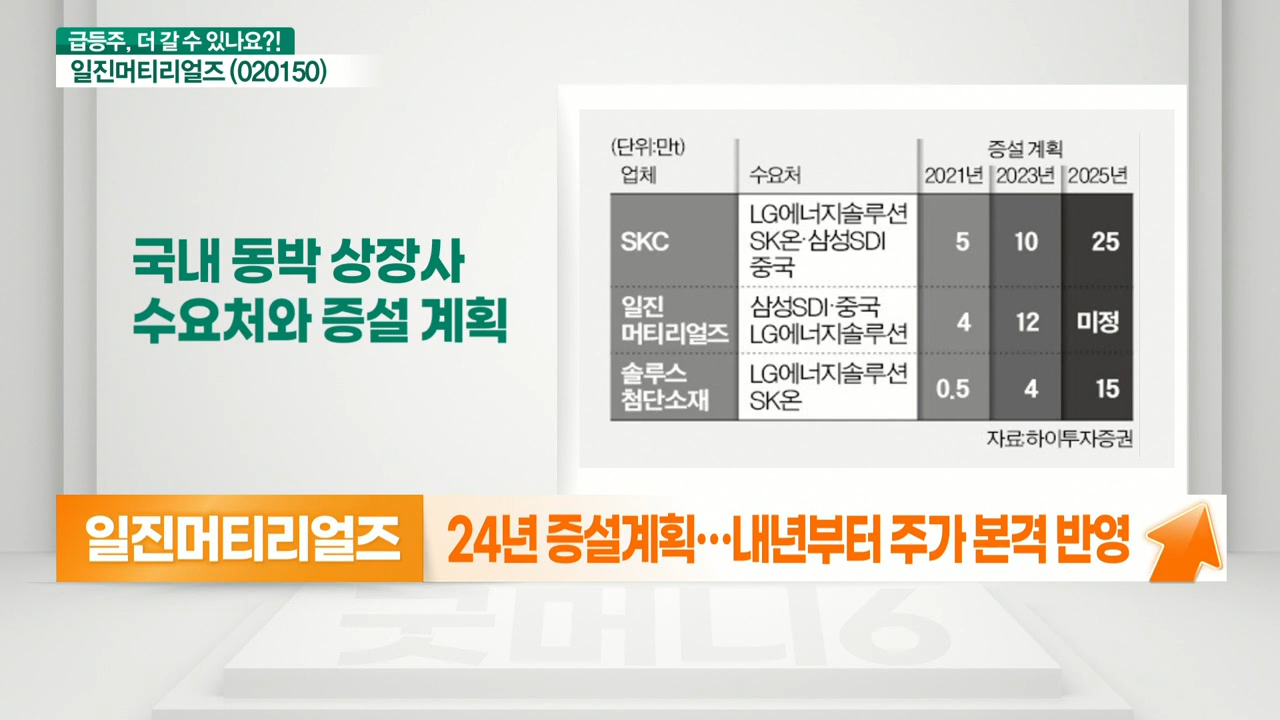 급등주, 더 갈 수 있나요?!
일진머티리얼즈 (020150)
국내 동박 상장사
수요처와 증설 계획
(단위:만t)
증설 계획
업체 수요처 2021년 2023년 2025년
SKC LG에너지솔루션 SK온·삼성SDI 중국 5 10 25
일진 머티리얼즈 삼성SDI·중국 LG에너지솔루션 4 12 미정
솔루스 첨단소재 LG에너지솔루션 SK온 0.5 4 15
자료:하이투자증권
일진머티리얼즈
24년 증설계획…내년부터 주가 본격 반영
굿머니6